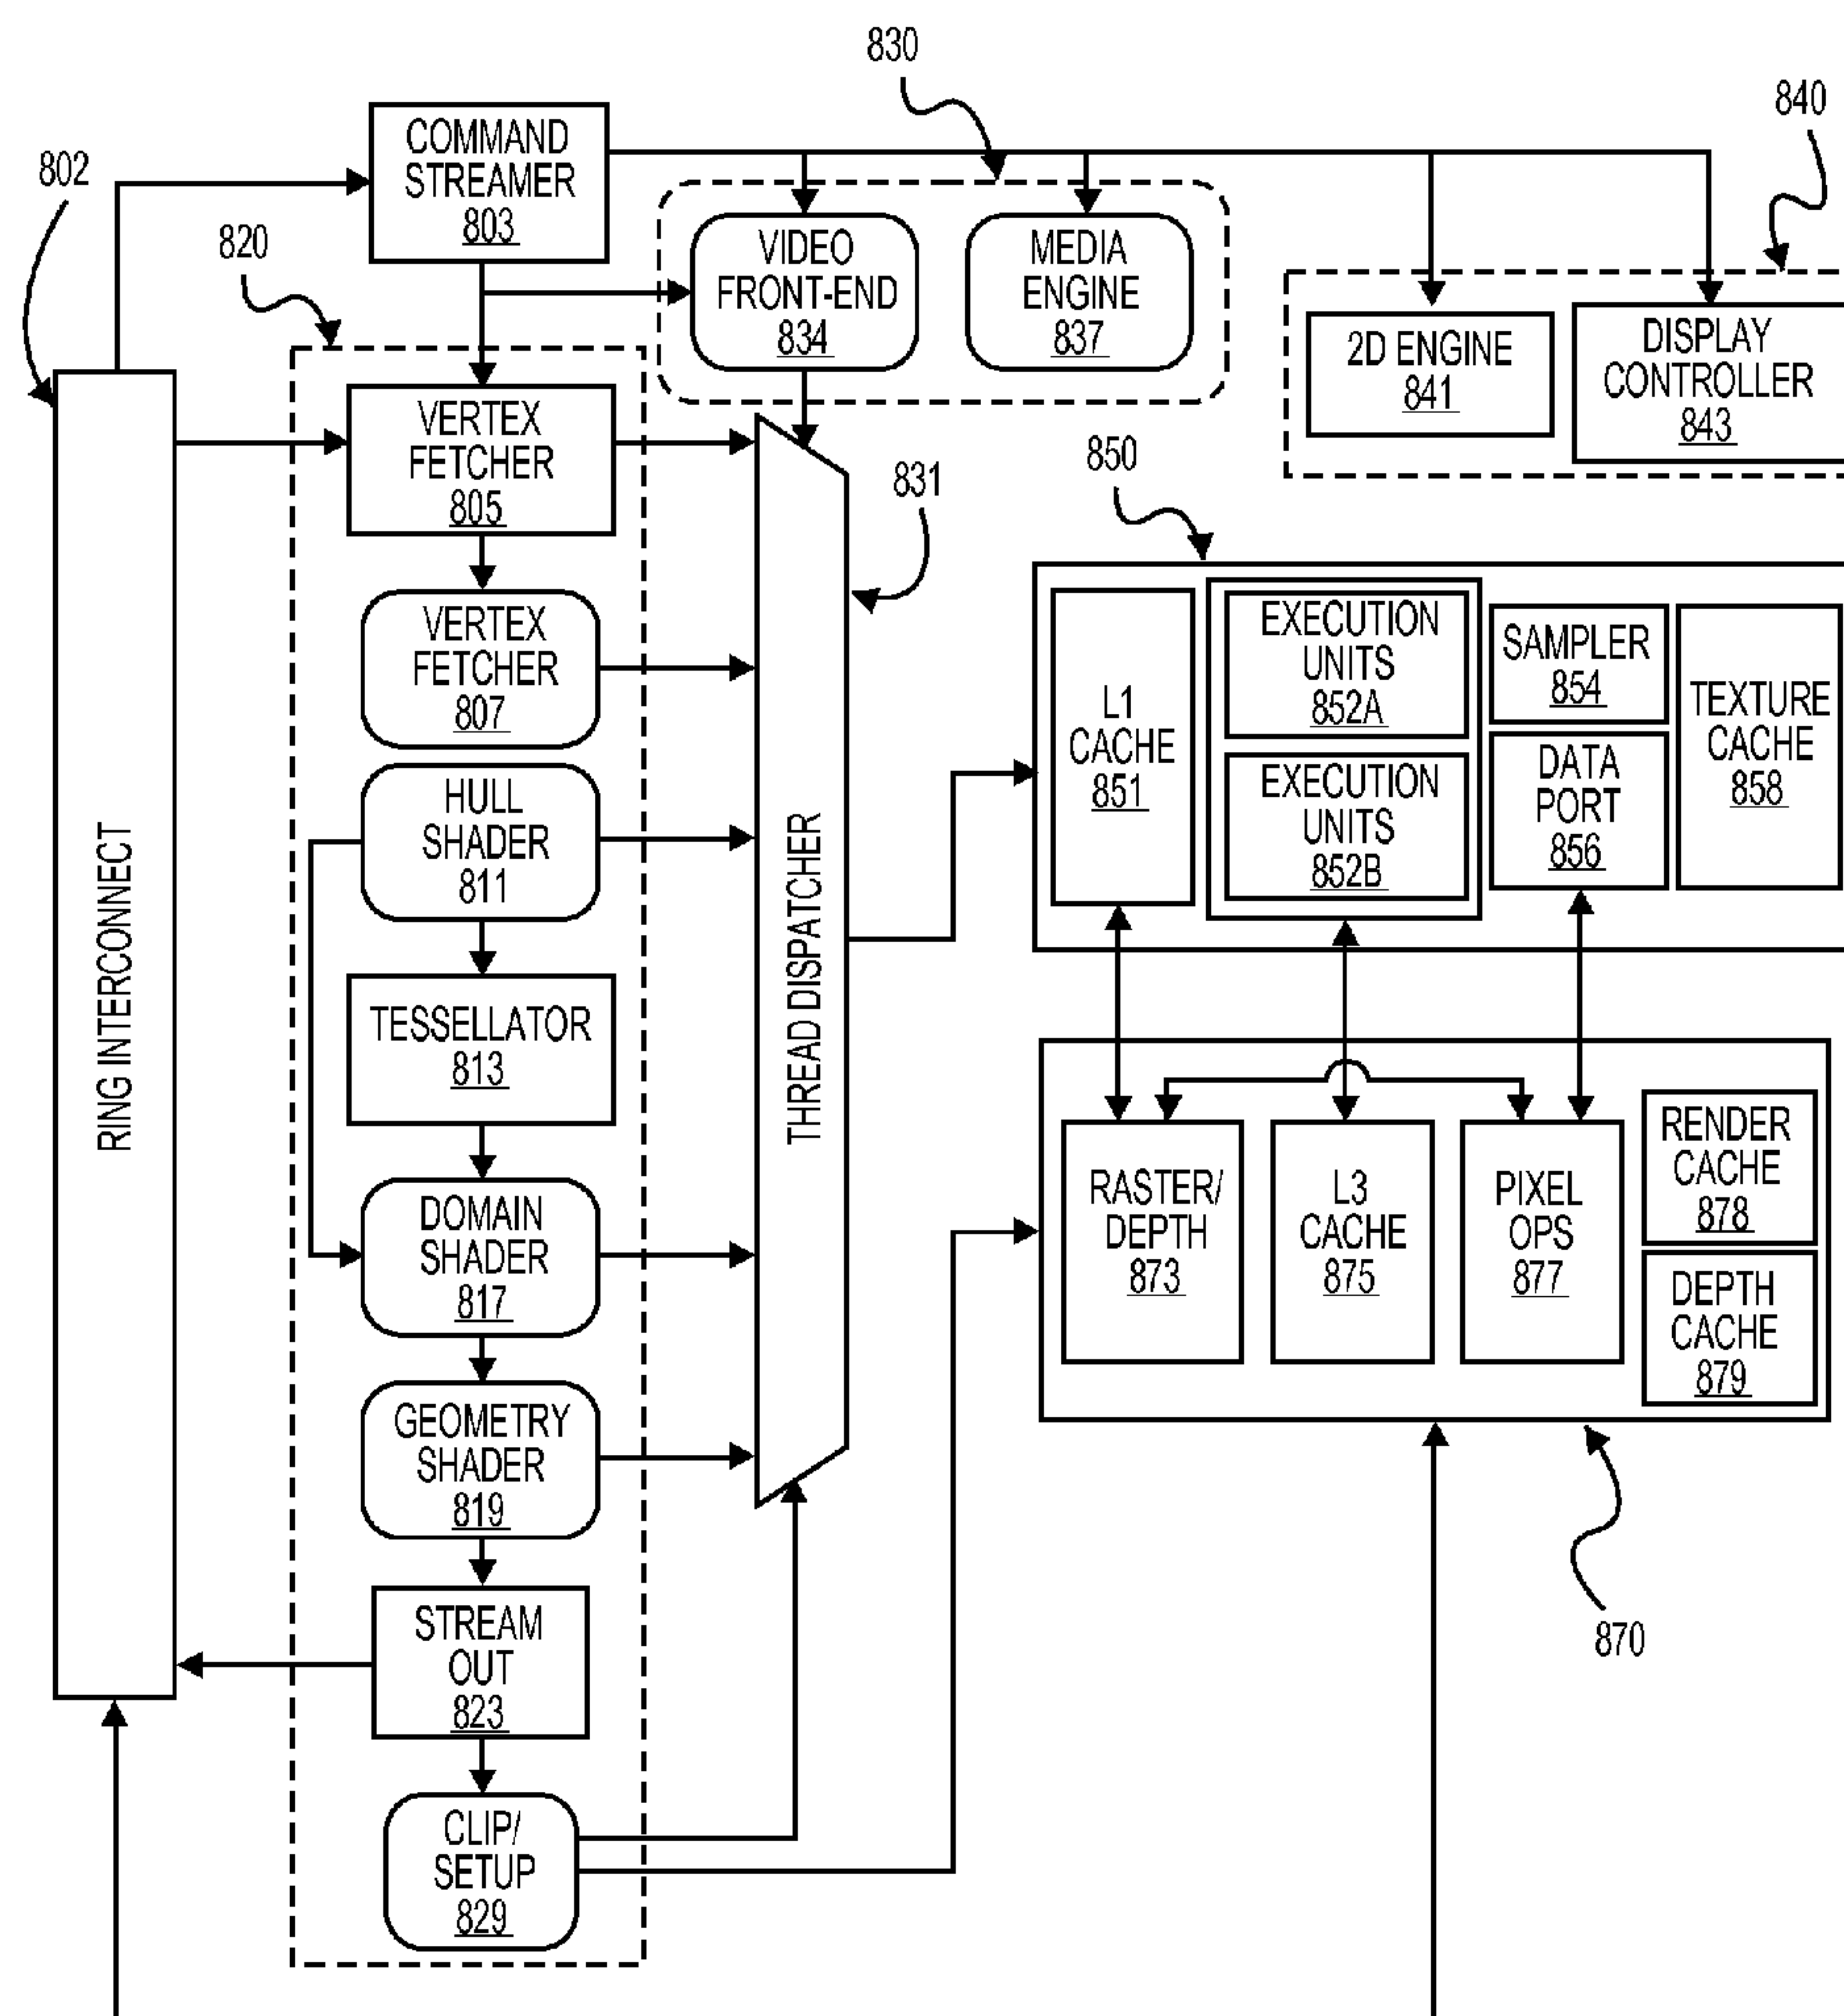 830
840
802
COMMAND
STREAMER
803
820
VIDEO
FRONT-END
834
MEDIA
ENGINE
837
2D ENGINE
841
DISPLAY
CONTROLLER
843
VERTEX
FETCHER
805
850
831
VERTEX
FETCHER
807
L1
CACHE
851
EXECUTION
UNITS
852A
EXECUTION
UNITS
852B
SAMPLER
854
DATA
PORT
856
TEXTURE
CACHE
858
HULL
SHADER
811
RING INTERCONNECT
THREAD DISPATCHER
TESSELLATOR
813
RASTER/
DEPTH
873
L3
CACHE
875
PIXEL
OPS
877
RENDER
CACHE
878
DEPTH
CACHE
879
DOMAIN
SHADER
817
GEOMETRY
SHADER
819
870
STREAM
OUT
823
CLIP/
SETUP
829